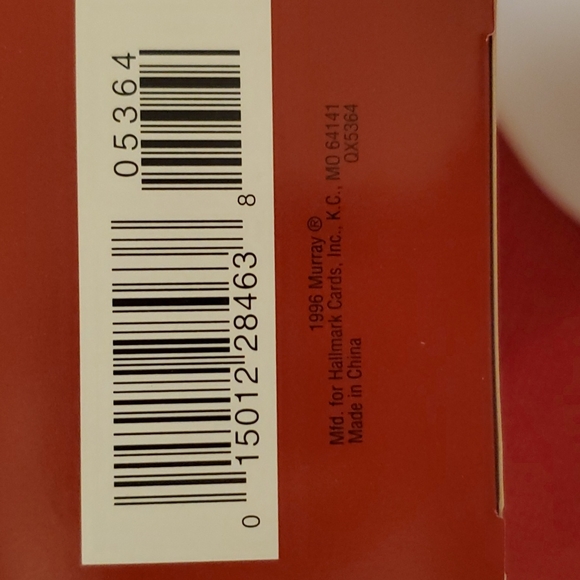 05364
0 15012 28463 8
1996 Murray ®
Mfd. for Hallmark Cards, Inc., K.C., MO 64141
QX5364
Made in China